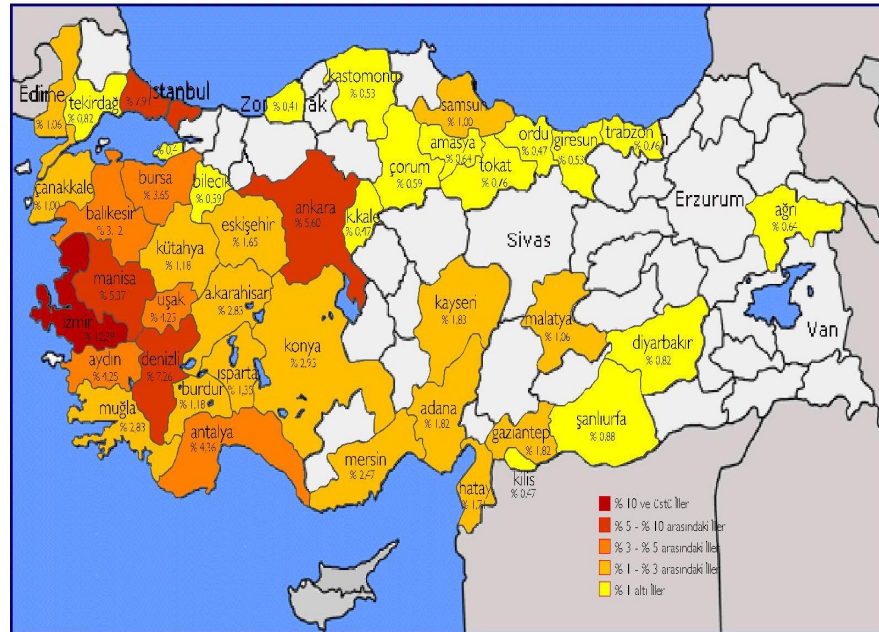 Edirne
% 1.06
tekirdağ
% 0,82
İstanbul
% 7.91
Zonguldak
% 0,41
kastomonu
% 0.53
samsun
% 1,00
ordu
% 0,47
giresun
% 0.53
trabzon
% 0,76
amasya
% 0.64
tokat
% 0.76
çorum
% 0.59
çanakkale
% 1,00
bursa
% 3.65
bilecik
% 0.59
ankara
% 5,60
k.kale
% 0,47
Erzurum
ağrı
% 0.64
balıkesir
eskişehir
% 1.65
kütahya
% 1,18
Sivas
manisa
% 5,37
uşak
% 4,25
a.karahisar
% 2,83
kayseri
% 1,83
malatya
% 1,06
Van
izmir
diyarbakır
% 0,82
aydın
% 4,25
denizli
% 7,26
ısparta
% 1,35
konya
% 2,95
burdur
% 1,18
muğla
% 2,83
antalya
% 4,36
adana
% 1,82
gaziantep
% 1,82
şanlıurfa
% 0,88
mersin
% 2,47
kilis
% 0,47
hatay
% 1,71
% 10 ve üstü İller
% 5 - % 10 arasındaki İller
% 3 - % 5 arasındaki İller
% 1 - % 3 arasındaki İller
% 1 altı İller